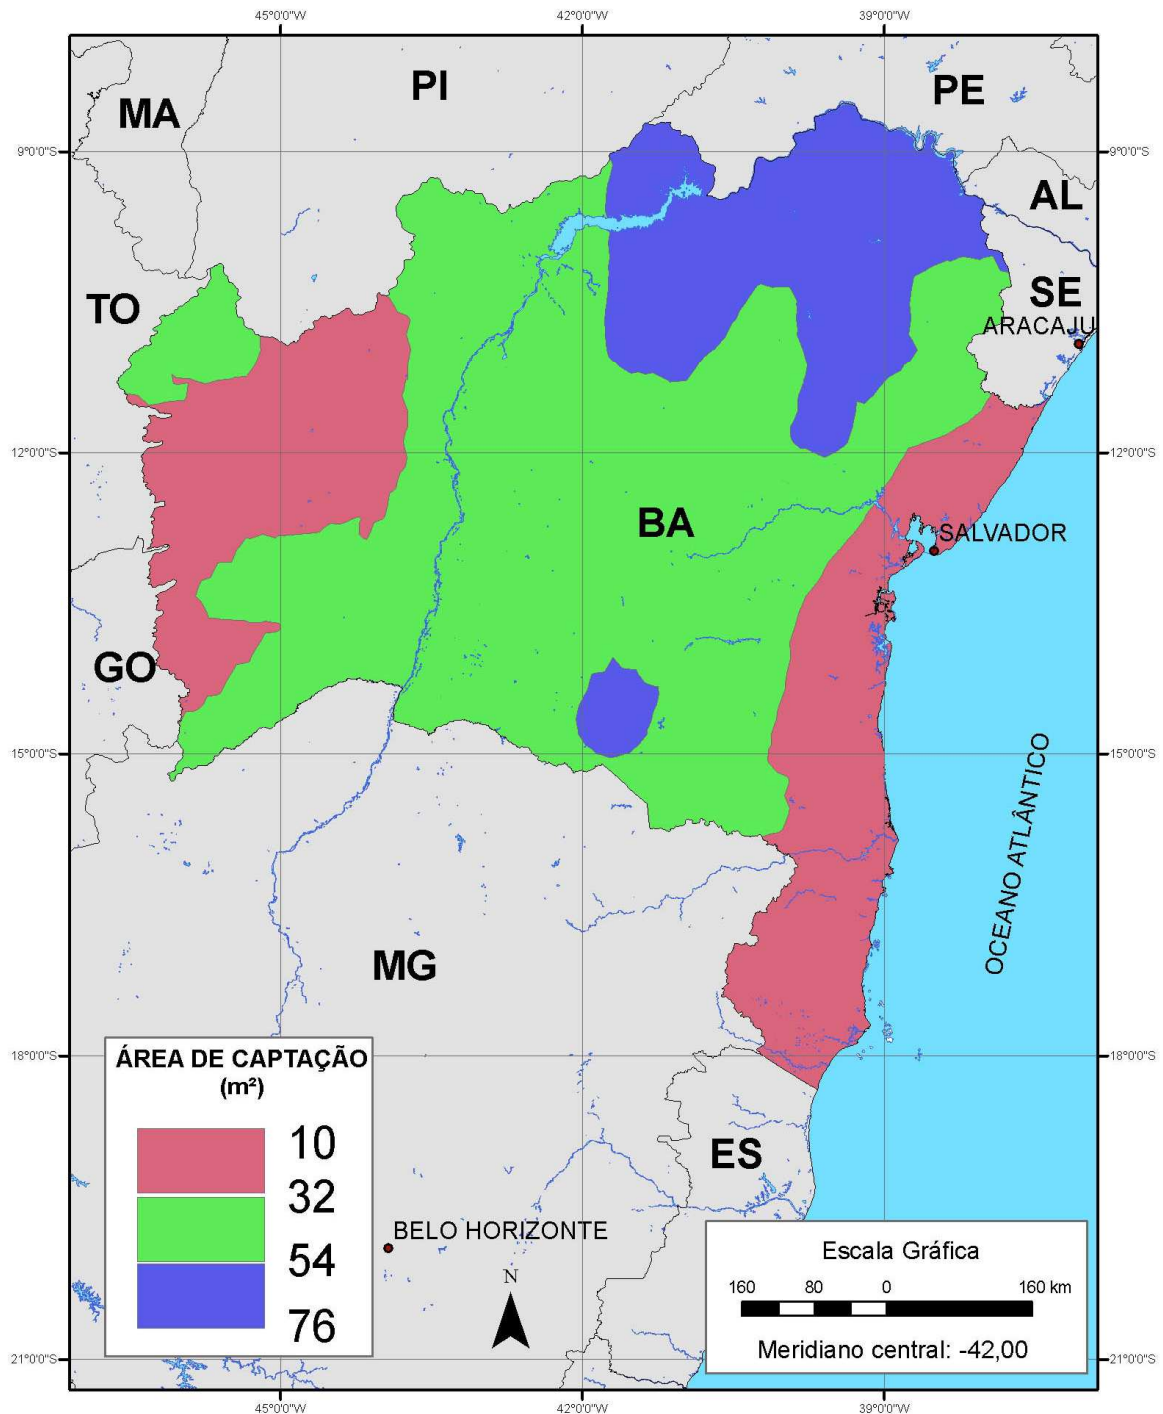 45°0'0"W 42°0'0"W 39°0'0"W
PI
PE
MA
9°0'0"S 9°0'0"S
AL
SE
TO
ARACAJU
12°0'0"S 12°0'0"S
BA
SALVADOR
GO
15°0'0"S 15°0'0"S
OCEANO ATLÂNTICO
MG
18°0'0"S 18°0'0"S
ÁREA DE CAPTAÇÃO
(m²)
10
32
54
76
ES
BELO HORIZONTE
N
Escala Gráfica
160 80 0 160 km
Meridiano central: -42,00
21°0'0"S 21°0'0"S
45°0'0"W 42°0'0"W 39°0'0"W